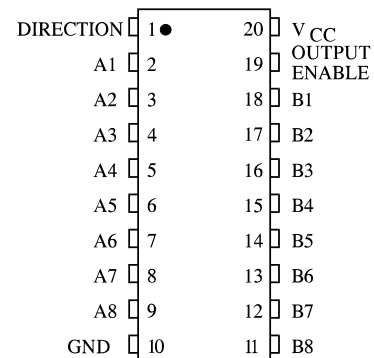 DIRECTION 1 20 V CC
A1 2 19 OUTPUT ENABLE
A2 3 18 B1
A3 4 17 B2
A4 5 16 B3
A5 6 15 B4
A6 7 14 B5
A7 8 13 B6
A8 9 12 B7
GND 10 11 B8